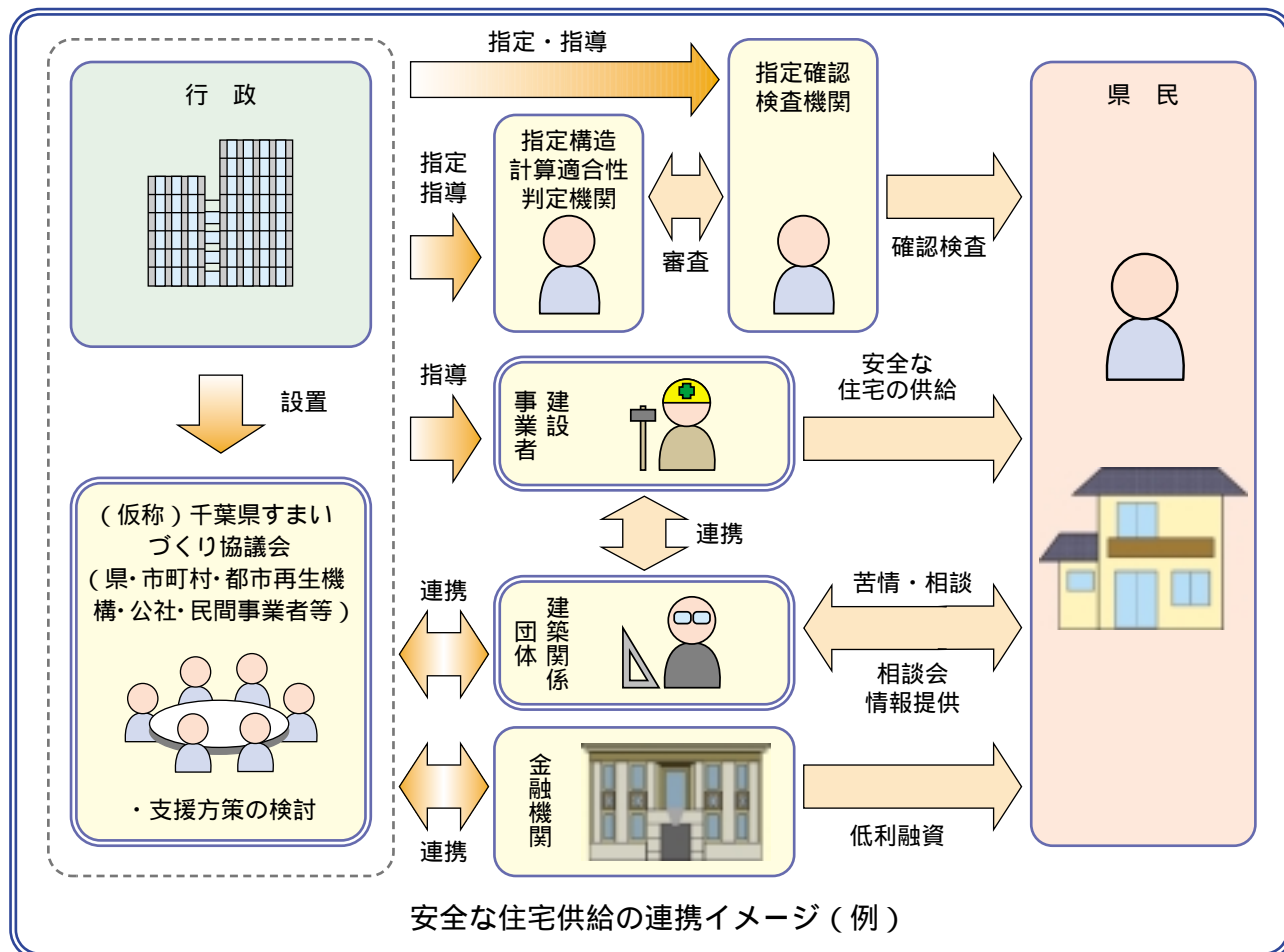 指定・指導
行 政
指定確認
検査機関
県 民
指定
指導
指定構造
計算適合性
判定機関
審査
確認検査
設置
指導
建設
事業者
安全な
住宅の供給
(仮称)千葉県すまい
づくり協議会
(県・市町村・都市再生機
構・公社・民間事業者等)
連携
連携
建築関係
団体
苦情・相談
相談会
情報提供
・支援方策の検討
連携
金融機関
低利融資
安全な住宅供給の連携イメージ(例)